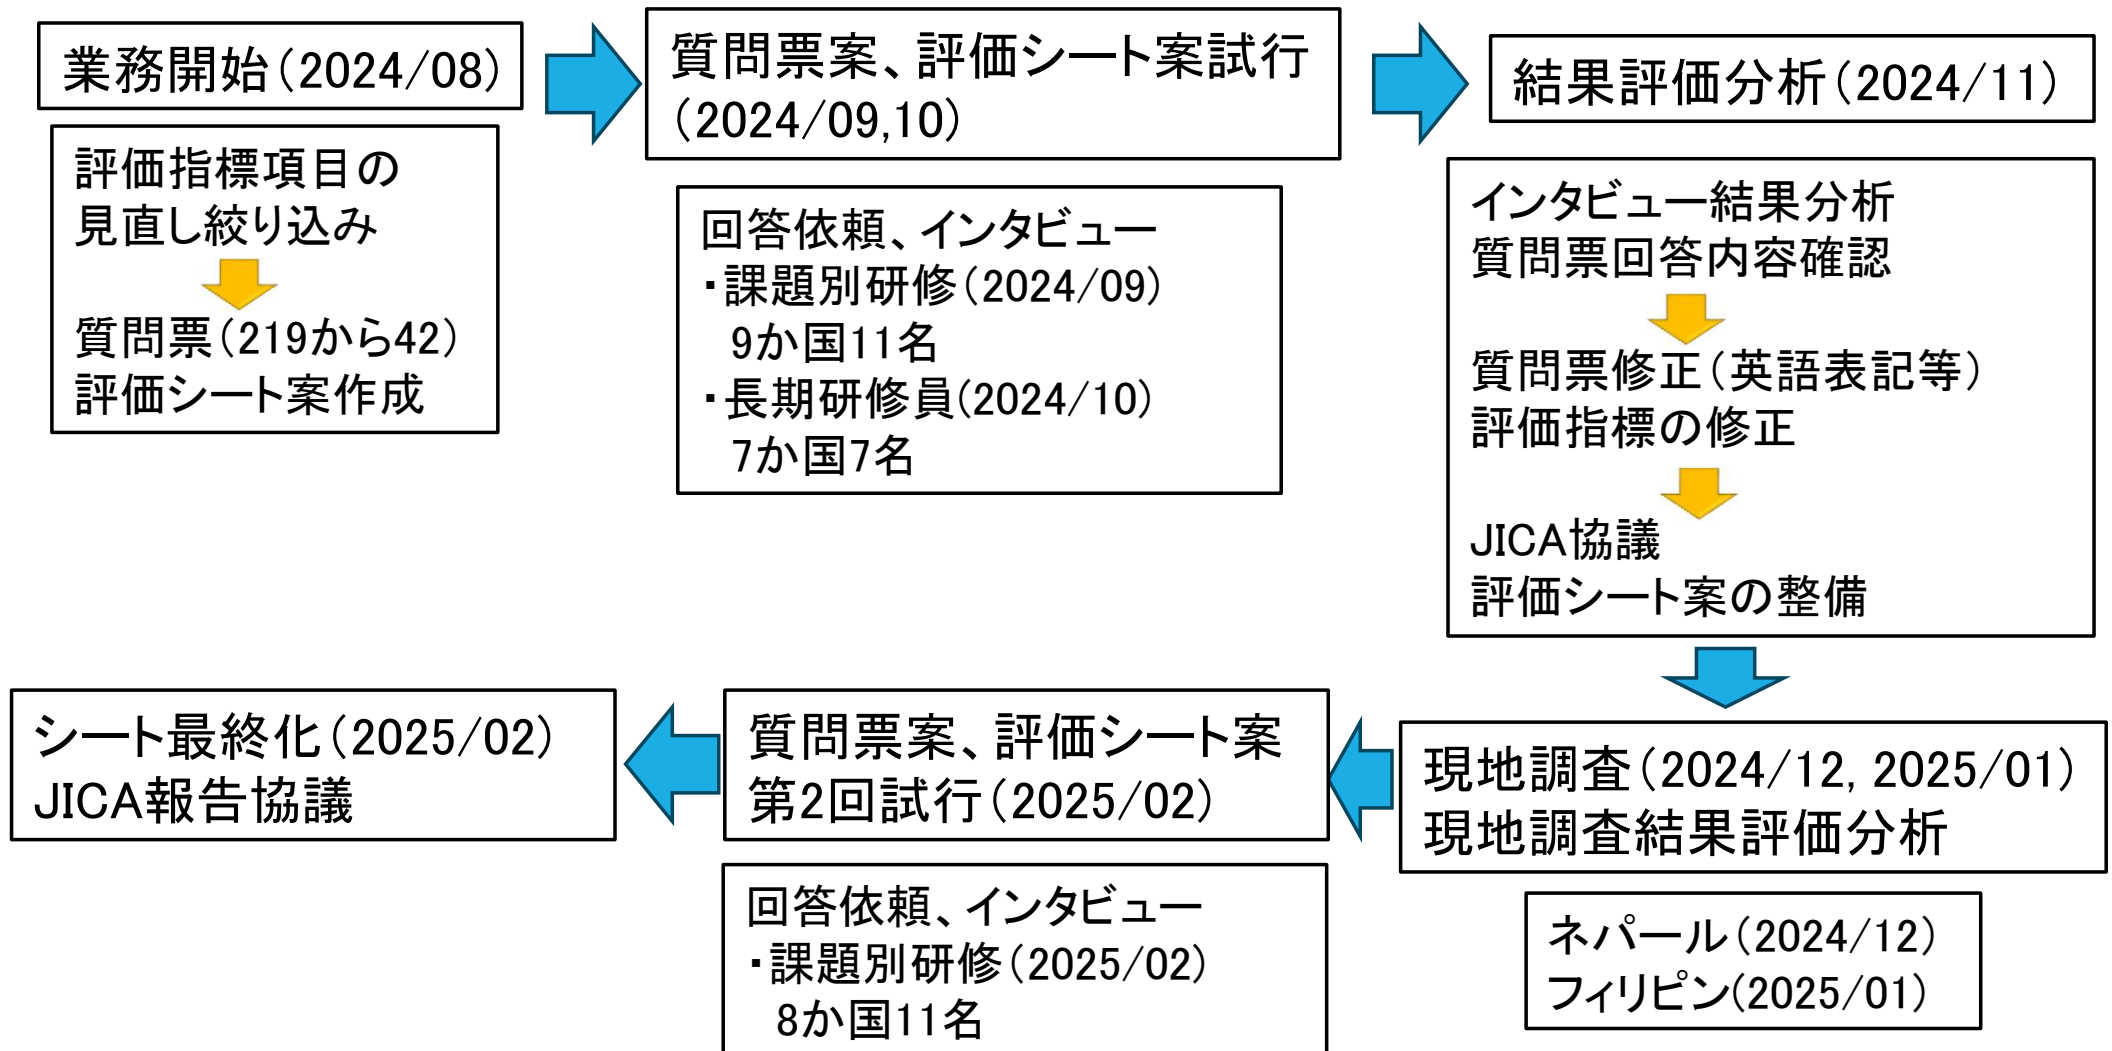 業務開始（2024/08）
評価指標項目の
見直し絞り込み
質問票（219から42）
評価シート案作成
質問票案、評価シート案試行
（2024/09,10）
回答依頼、インタビュー
・課題別研修（2024/09）
9か国11名
・長期研修員(2024/10）
7か国7名
結果評価分析（2024/11）
インタビュー結果分析
質問票回答内容確認
質問票修正（英語表記等）
評価指標の修正
JICA協議
評価シート案の整備
現地調査（2024/12, 2025/01）
現地調査結果評価分析
ネパール（2024/12）
フィリピン(2025/01）
質問票案、評価シート案
第2回試行（2025/02）
回答依頼、インタビュー
・課題別研修（2025/02）
8か国11名
シート最終化（2025/02）
JICA報告協議